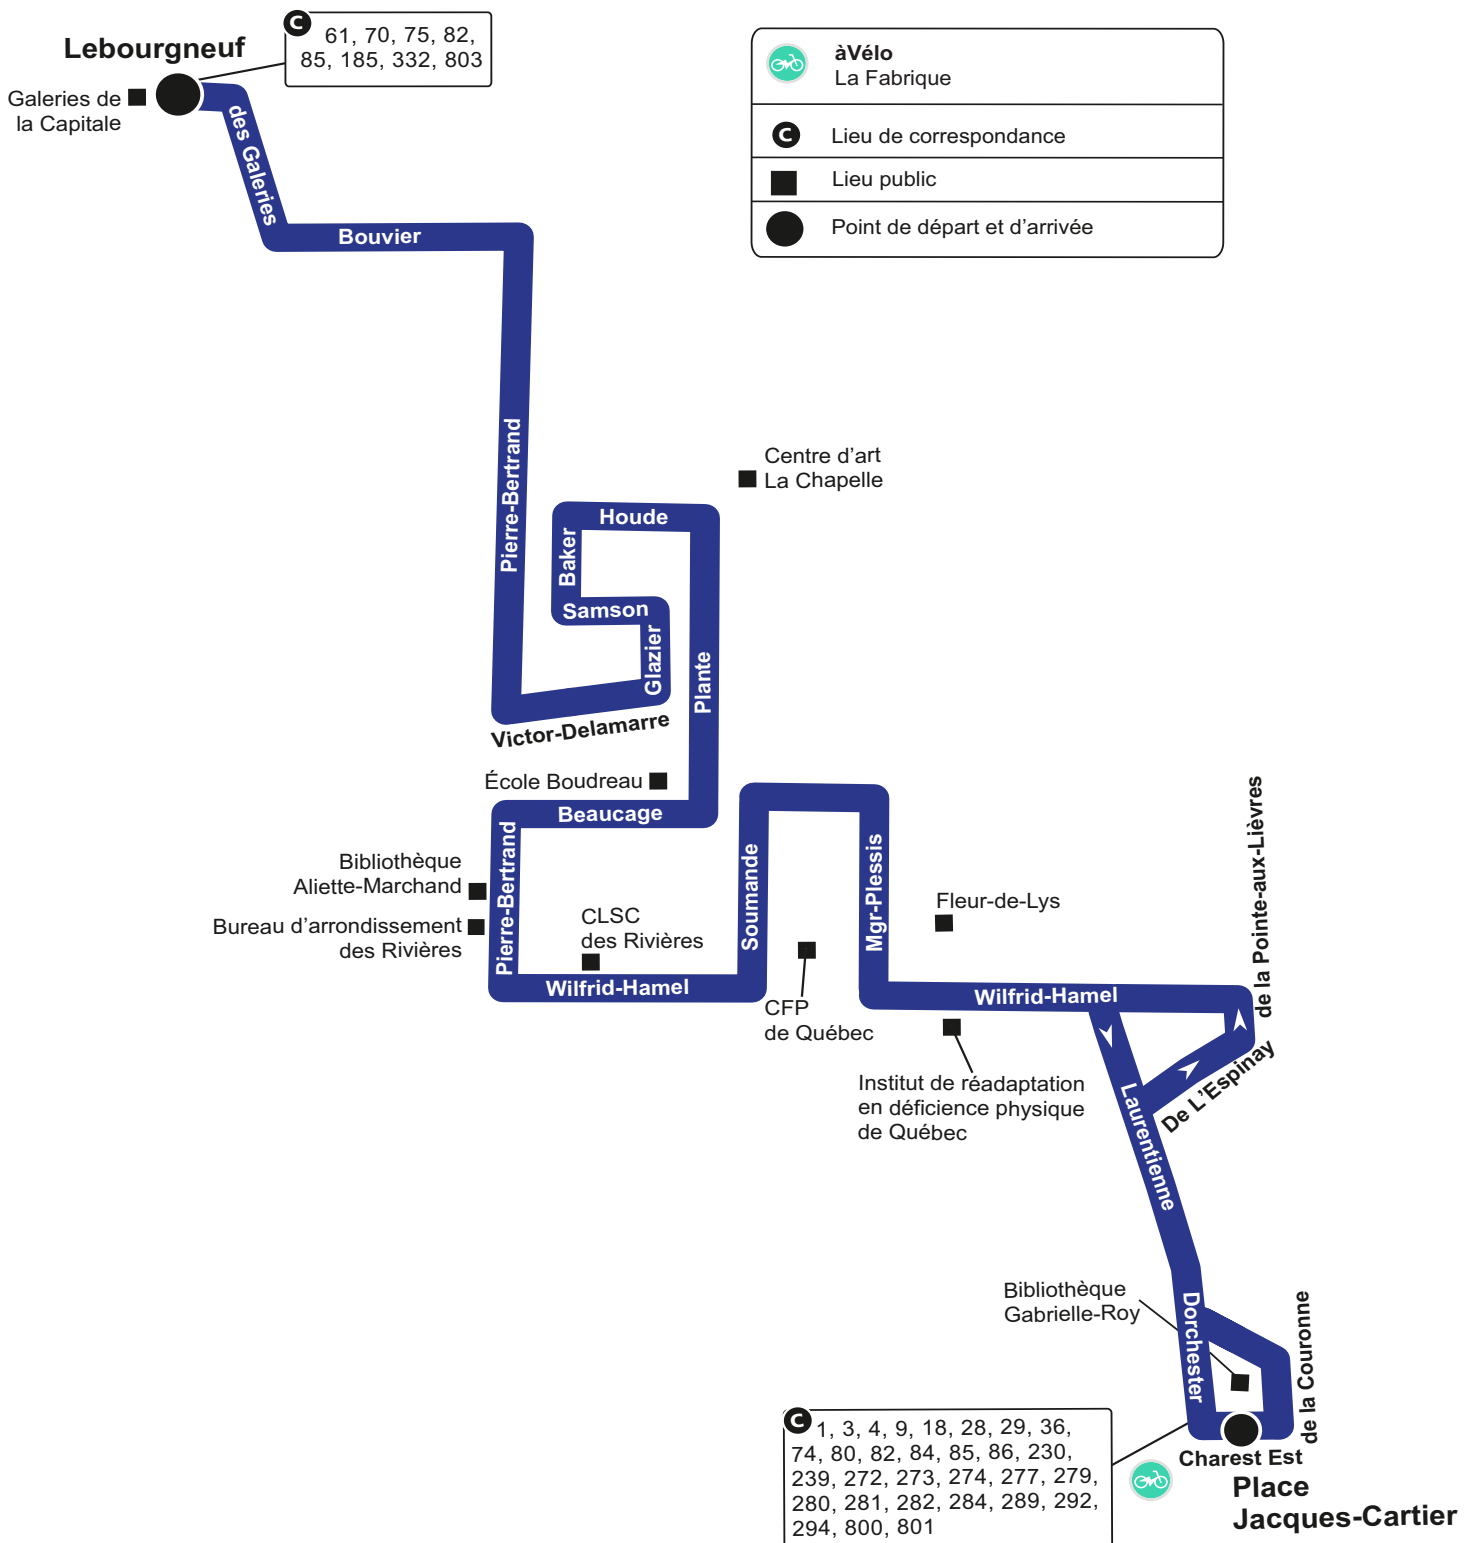 C
61, 70, 75, 82,
85, 185, 332, 803
Lebourgneuf
Galeries de
la Capitale
àVélo
La Fabrique
C
Lieu de correspondance
Lieu public
Point de départ et d'arrivée
des Galeries
Bouvier
Pierre-Bertrand
Centre d'art
La Chapelle
Houde
Baker
Samson
Glazier
Plante
Victor-Delamarre
École Boudreau
Beaucage
Pierre-Bertrand
Bibliothèque
Aliette-Marchand
Bureau d'arrondissement
des Rivières
CLSC
des Rivières
Wilfrid-Hamel
Soumande
Mgr-Plessis
CFP
de Québec
Fleur-de-Lys
Wilfrid-Hamel
de la Pointe-aux-Lièvres
De L'Espinay
Institut de réadaptation
en déficience physique
de Québec
Laurentienne
Bibliothèque
Gabrielle-Roy
Dorchester
de la Couronne
C
1, 3, 4, 9, 18, 28, 29, 36,
74, 80, 82, 84, 85, 86, 230,
239, 272, 273, 274, 277, 279,
280, 281, 282, 284, 289, 292,
294, 800, 801
Charest Est
Place
Jacques-Cartier